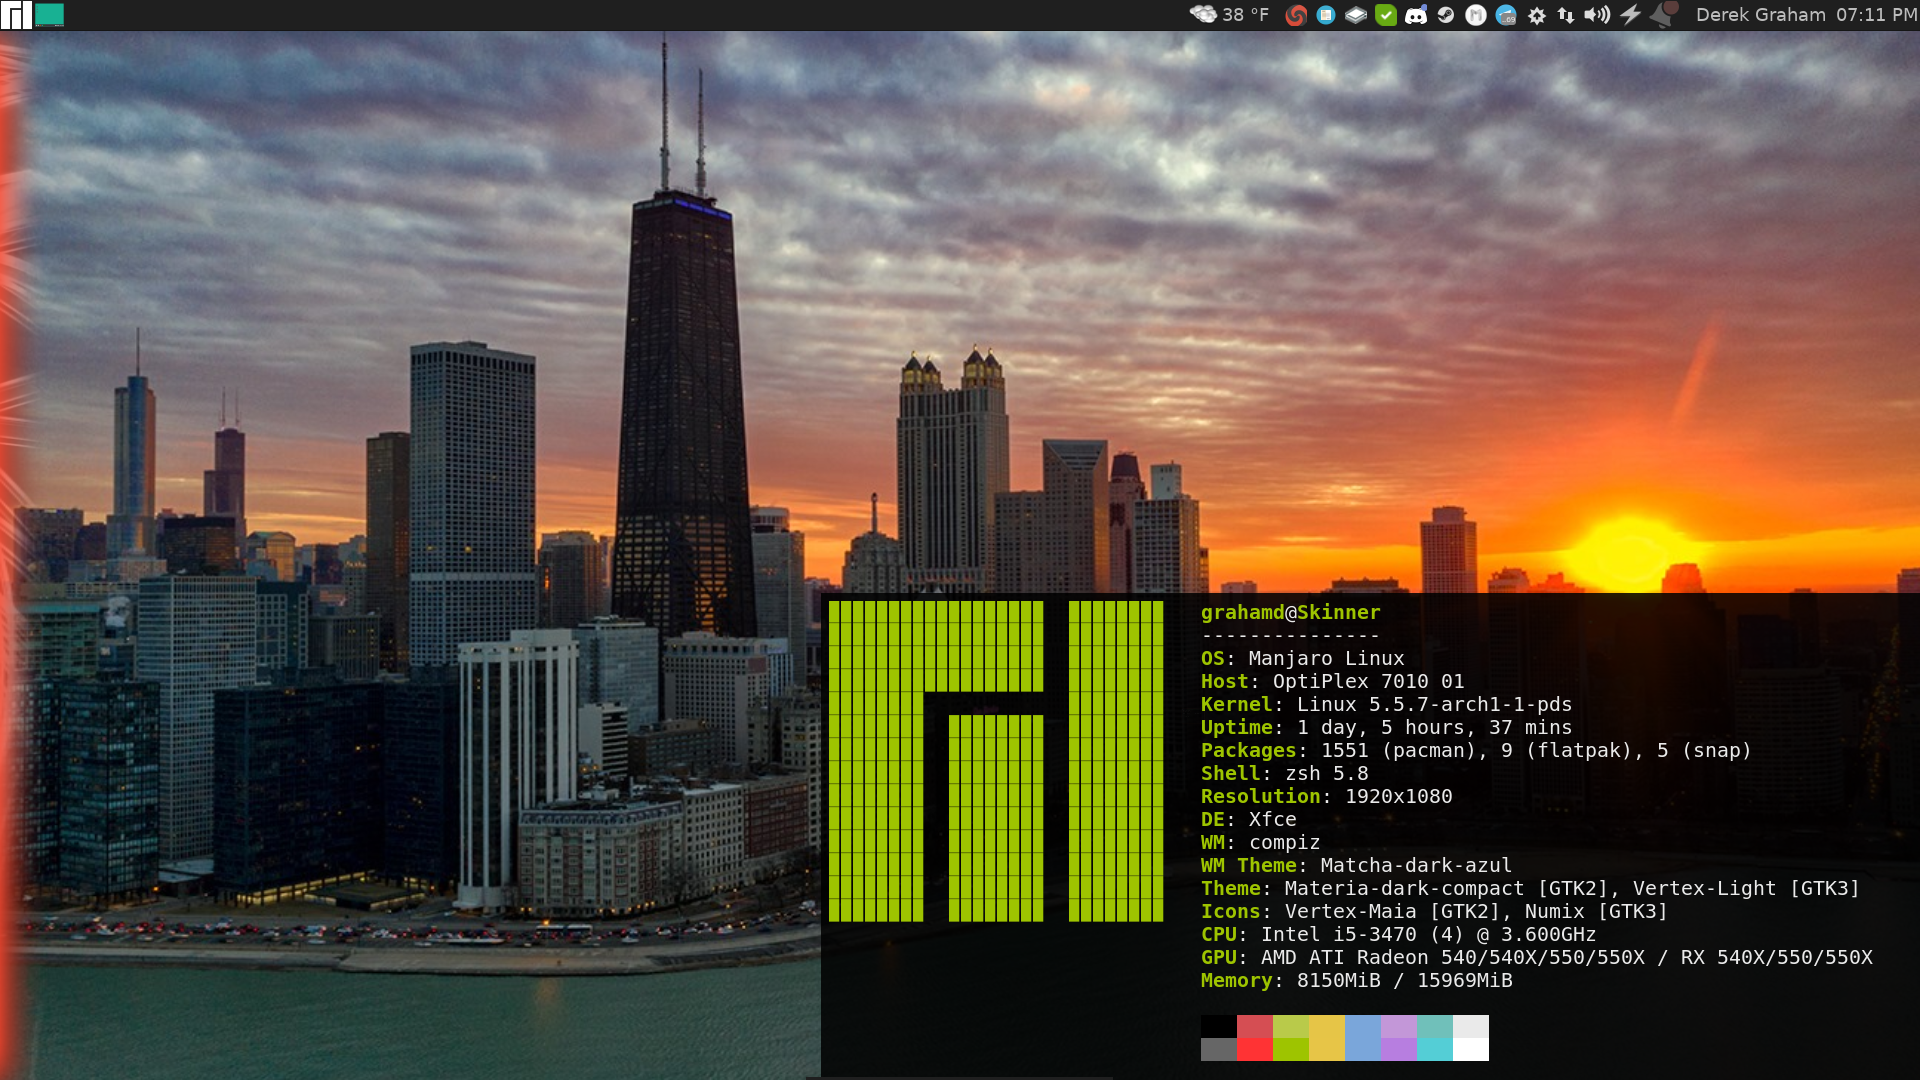 38 °F
Derek Graham 07:11 PM
grahamd@Skinner
---------------
OS: Manjaro Linux
Host: OptiPlex 7010 01
Kernel: Linux 5.5.7-arch1-1-pds
Uptime: 1 day, 5 hours, 37 mins
Packages: 1551 (pacman), 9 (flatpak), 5 (snap)
Shell: zsh 5.8
Resolution: 1920x1080
DE: Xfce
WM: compiz
WM Theme: Matcha-dark-azul
Theme: Materia-dark-compact [GTK2], Vertex-Light [GTK3]
Icons: Vertex-Maia [GTK2], Numix [GTK3]
CPU: Intel i5-3470 (4) @ 3.600GHz
GPU: AMD ATI Radeon 540/540X/550/550X / RX 540X/550/550X
Memory: 8150MiB / 15969MiB